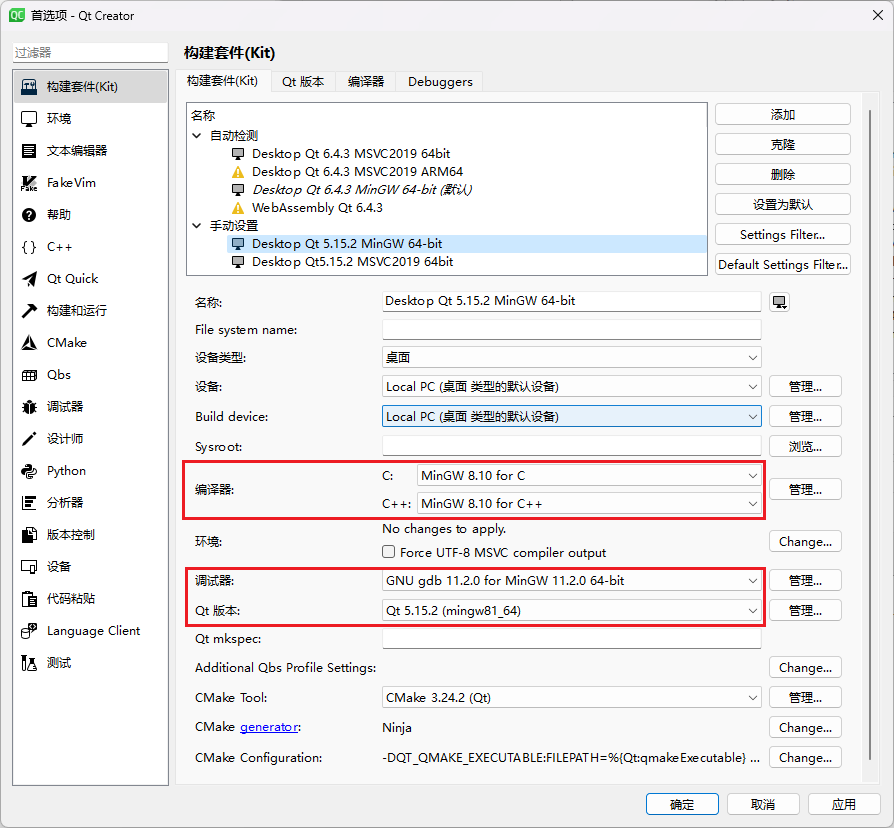 首选项 - Qt Creator
过滤器
构建套件(Kit)
环境
文本编辑器
FakeVim
帮助
C++
Qt Quick
构建和运行
CMake
Qbs
调试器
设计师
Python
分析器
版本控制
设备
代码粘贴
Language Client
测试
构建套件(Kit)
构建套件(Kit) Qt 版本 编译器 Debuggers
名称
自动检测
Desktop Qt 6.4.3 MSVC2019 64bit
Desktop Qt 6.4.3 MSVC2019 ARM64
Desktop Qt 6.4.3 MinGW 64-bit (默认)
WebAssembly Qt 6.4.3
手动设置
Desktop Qt 5.15.2 MinGW 64-bit
Desktop Qt5.15.2 MSVC2019 64bit
添加
克隆
删除
设置为默认
Settings Filter...
Default Settings Filter...
名称: Desktop Qt 5.15.2 MinGW 64-bit
File system name:
设备类型: 桌面
设备: Local PC (桌面 类型的默认设备) 管理...
Build device: Local PC (桌面 类型的默认设备) 管理...
Sysroot: 浏览...
编译器: C: MinGW 8.10 for C
C++: MinGW 8.10 for C++ 管理...
环境: No changes to apply.
Force UTF-8 MSVC compiler output Change...
调试器: GNU gdb 11.2.0 for MinGW 11.2.0 64-bit 管理...
Qt 版本: Qt 5.15.2 (mingw81_64) 管理...
Qt mkspec:
Additional Qbs Profile Settings: Change...
CMake Tool: CMake 3.24.2 (Qt) 管理...
CMake generator: Ninja Change...
CMake Configuration: -DQT_QMAKE_EXECUTABLE:FILEPATH=%{Qt:qmakeExecutable} ... Change...
确定 取消 应用